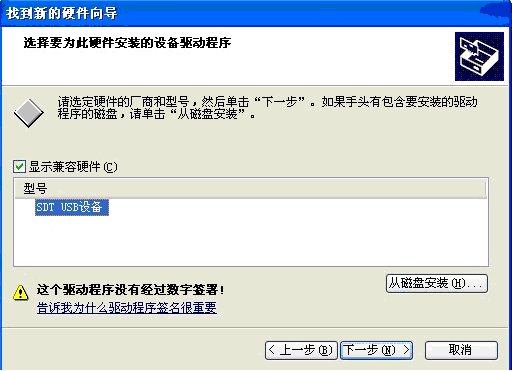 找到新的硬件向导
选择要为此硬件安装的设备驱动程序
请选定硬件的厂商和型号，然后单击“下一步”。如果手头有包含要安装的驱动
程序的磁盘，请单击“从磁盘安装”。
显示兼容硬件(C)
型号
SDT USB设备
这个驱动程序没有经过数字签署!
告诉我为什么驱动程序签名很重要
从磁盘安装(H)...
< 上一步(B)
下一步(N) >
取消